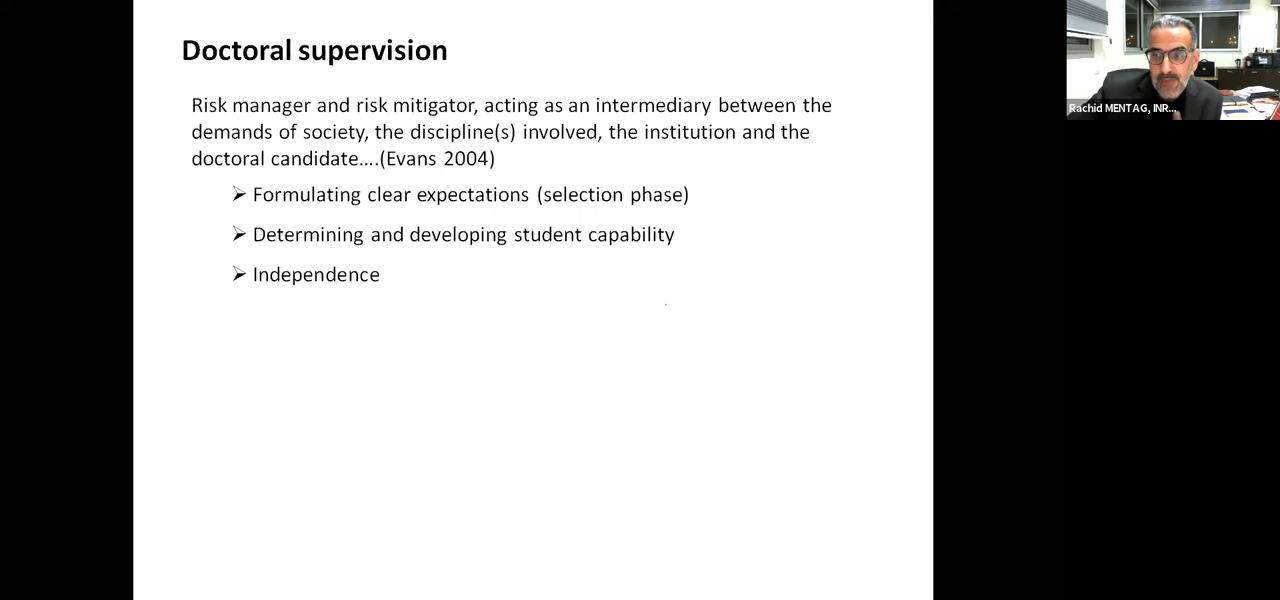 Doctoral supervision
Risk manager and risk mitigator, acting as an intermediary between the
demands of society, the discipline(s) involved, the institution and the
doctoral candidate....(Evans 2004)
➢ Formulating clear expectations (selection phase)
➢ Determining and developing student capability
➢ Independence
Rachid MENTAG, INR...